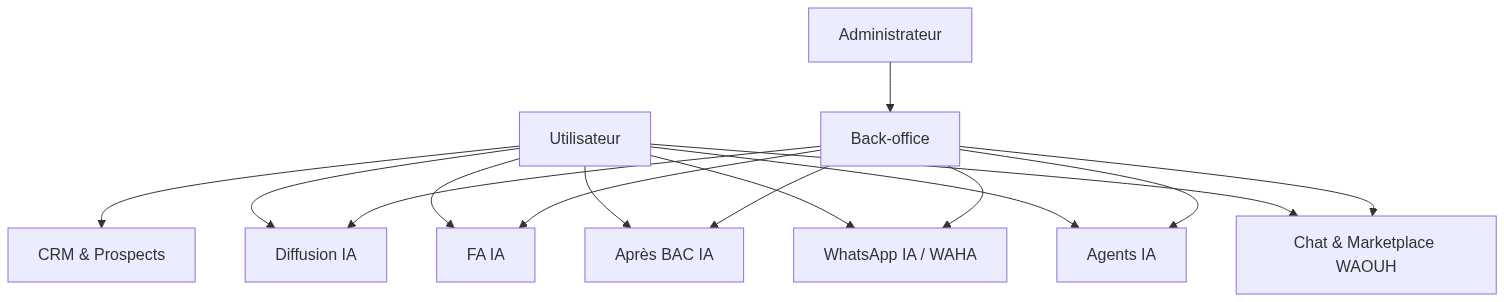 Administrateur
Utilisateur
Back-office
CRM & Prospects
Diffusion IA
FA IA
Après BAC IA
WhatsApp IA / WAHA
Agents IA
Chat & Marketplace
WAOUH